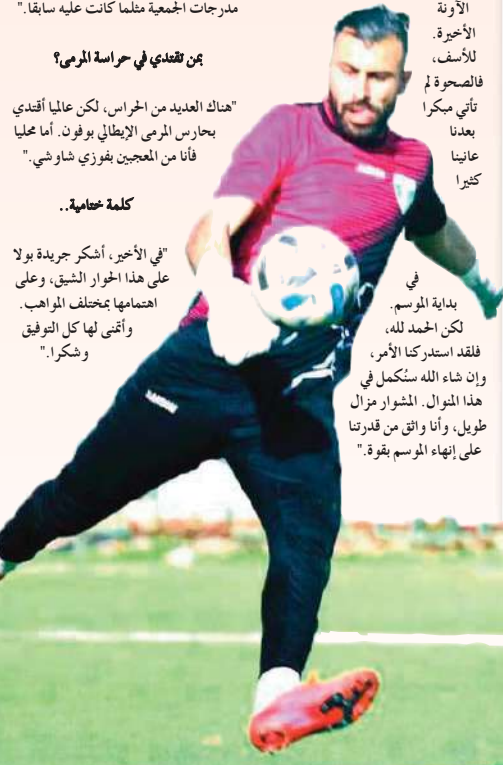 الآونة
الأخيرة.
للأسف،
فالصحوة لم
تأتي مبكرا
بعدنا
عانينا
كثيرا
في
بداية الموسم.
لكن الحمد لله،
فلقد استدركنا الأمر،
وإن شاء الله سنُكمل في
هذا المنوال. المشوار مزال
طويل، وأنا واثق من قدرتنا
على إنهاء الموسم بقوة."
مدرجات الجمعية مثلما كانت عليه سابقا."
بمن تقتدي في حراسة المرمى؟
"هناك العديد من الحراس، لكن عالميا أقتدي
بحارس المرمى الإيطالي بوفون. أما محليا
فأنا من المعجبين بفوزي شاوشي."
كلمة ختامية..
"في الأخير، أشكر جريدة بولا
على هذا الحوار الشيق، وعلى
اهتمامها بمختلف المواهب.
وأتمنى لها كل التوفيق
وشكرا."